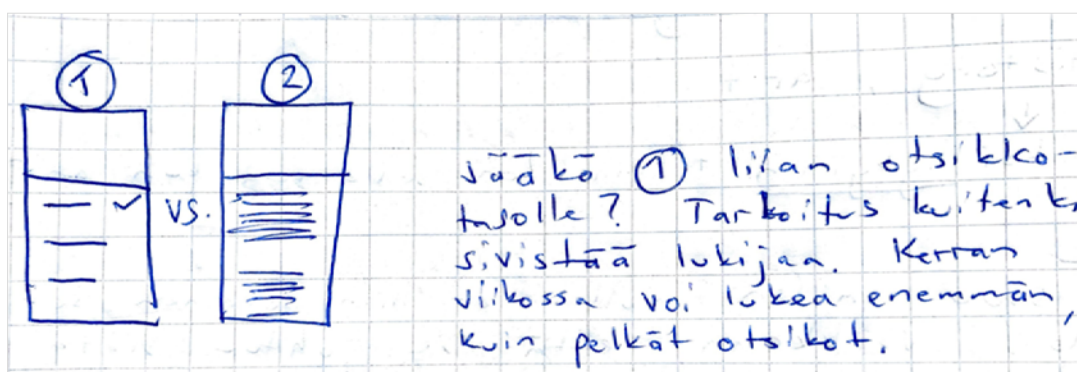 1
2
vs.
jääkö 1 liian otsikko-
tasolle? Tarkoitus kuitenk
sivistää lukijaa. Kerran
viikossa voi lukea enemmän
kuin pelkät otsikot.